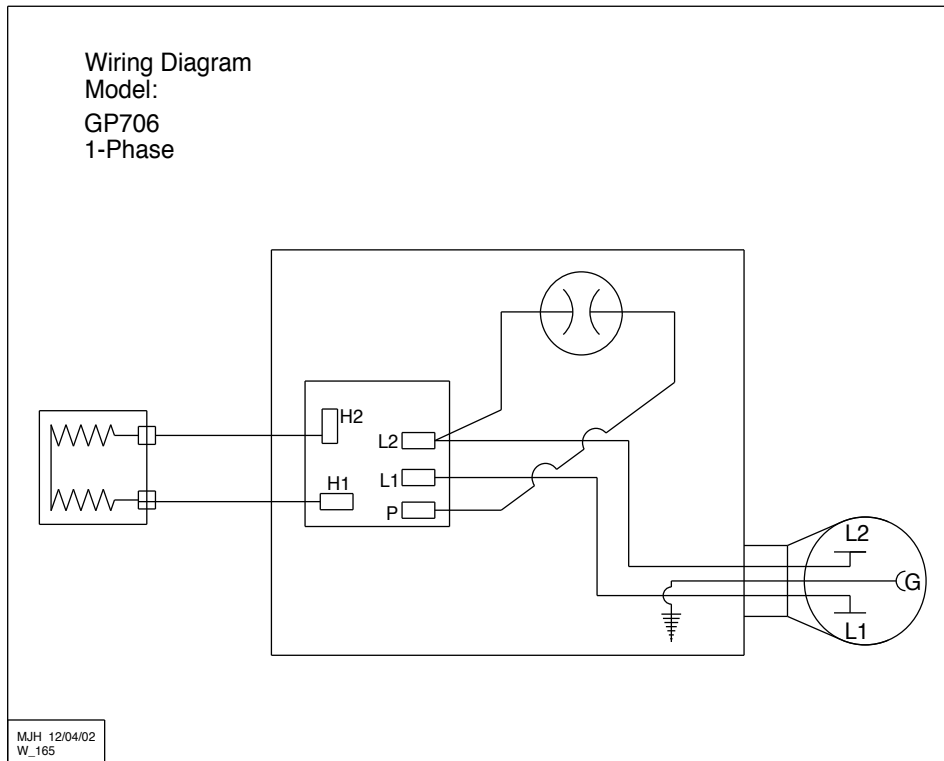 Wiring Diagram
Model:
GP706
1-Phase
H2
L2
H1
L1
P
L2
G
L1
MJH 12/04/02
W_165